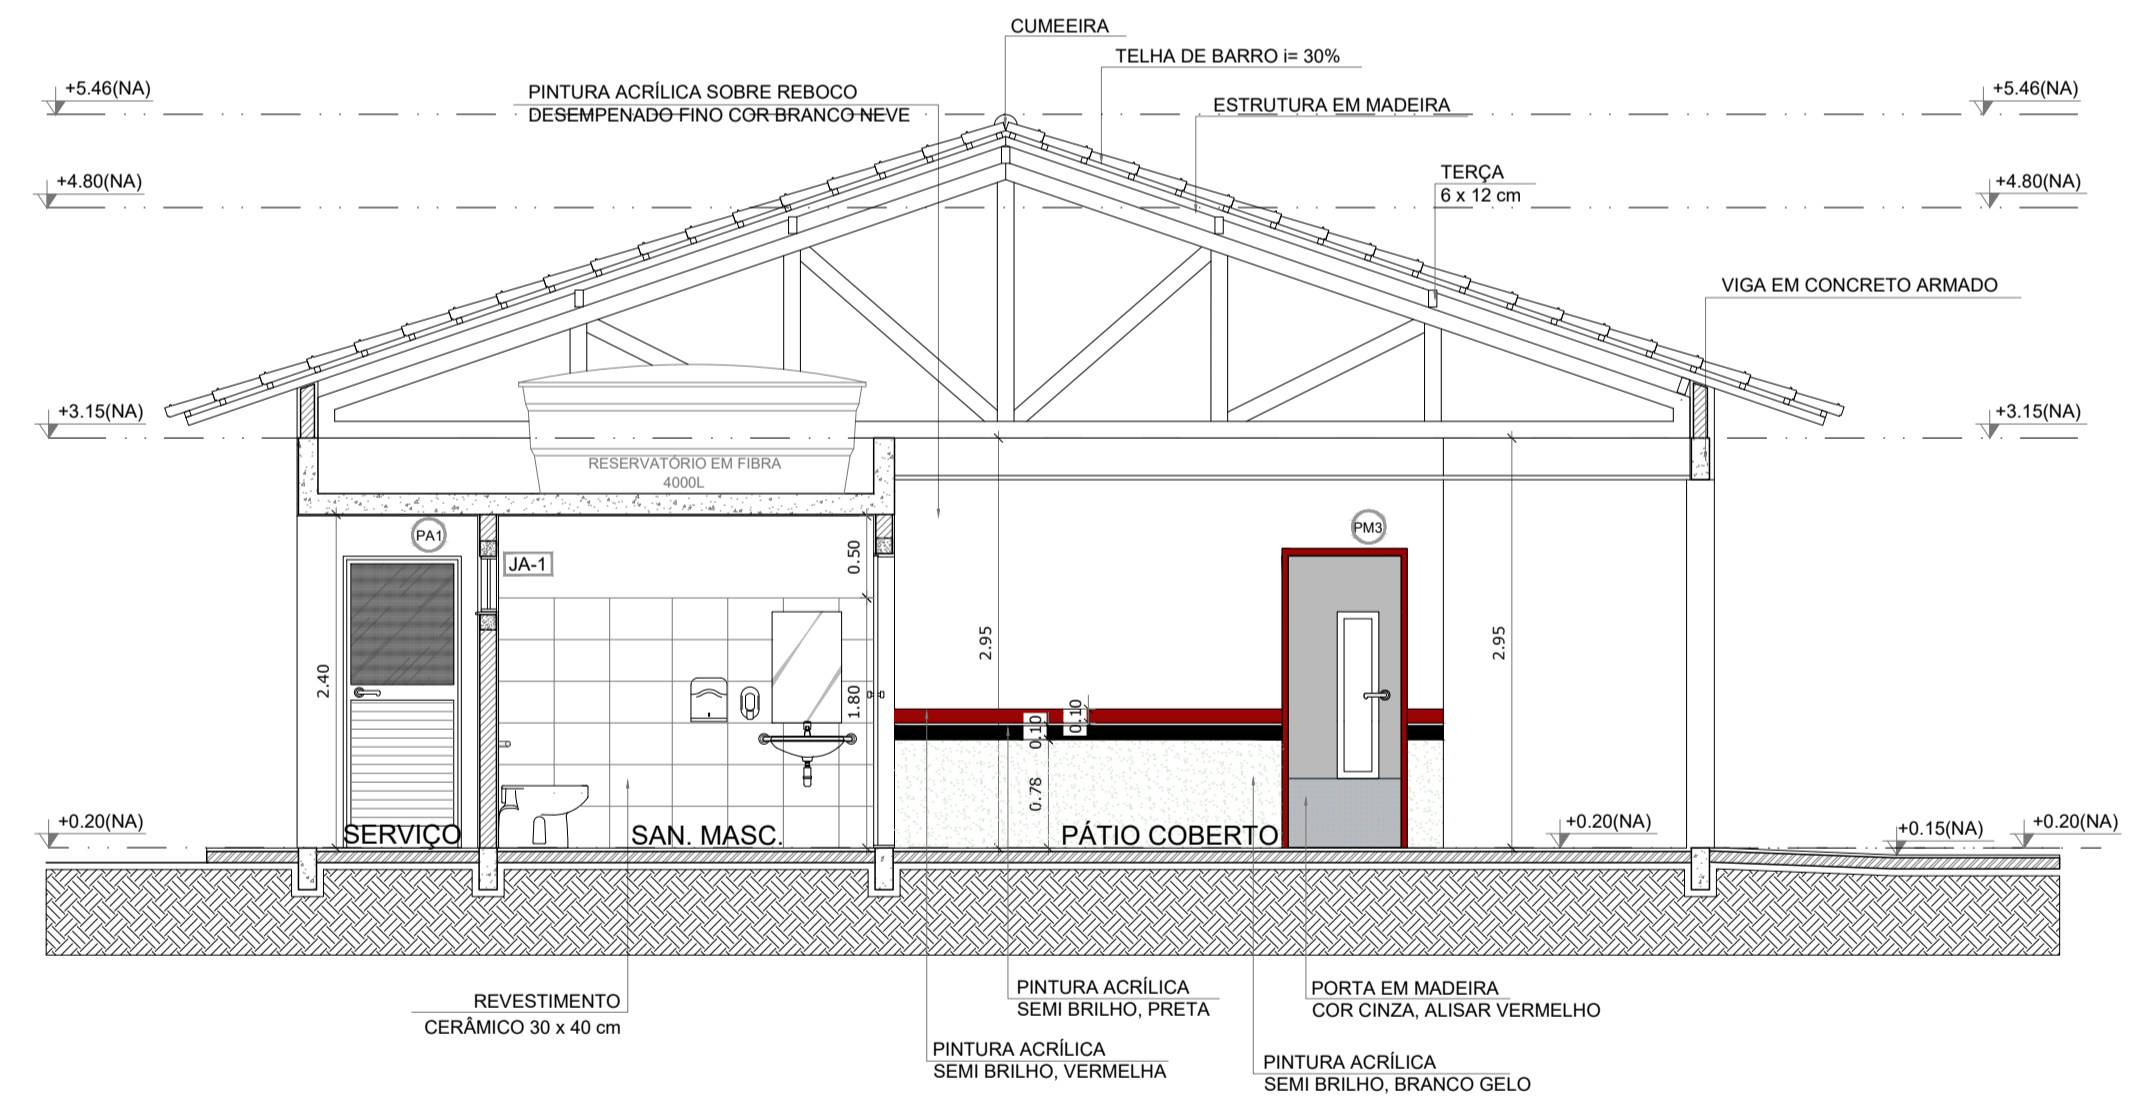 CUMEEIRA
TELHA DE BARRO i= 30%
+5.46(NA)
PINTURA ACRÍLICA SOBRE REBOCO
DESEMPENADO FINO COR BRANCO NEVE
ESTRUTURA EM MADEIRA
+5.46(NA)
+4.80(NA)
TERÇA
6 x 12 cm
+4.80(NA)
VIGA EM CONCRETO ARMADO
+3.15(NA)
+3.15(NA)
RESERVATÓRIO EM FIBRA
4000L
PA1
JA-1
PM3
0.50
2.40
1.80
2.95
2.95
0.10
0.10
0.78
+0.20(NA)
SERVIÇO
SAN. MASC.
PÁTIO COBERTO
+0.20(NA)
+0.15(NA)
+0.20(NA)
REVESTIMENTO
CERÂMICO 30 x 40 cm
PINTURA ACRÍLICA
SEMI BRILHO, PRETA
PORTA EM MADEIRA
COR CINZA, ALISAR VERMELHO
PINTURA ACRÍLICA
SEMI BRILHO, VERMELHA
PINTURA ACRÍLICA
SEMI BRILHO, BRANCO GELO